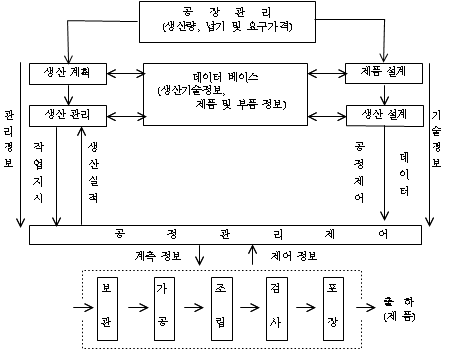 공 장 관 리
(생산량, 납기 및 요구가격)
생산 계획
데이터 베이스
(생산기술정보,
제품 및 부품 정보)
제품 설계
생산 관리
생산 설계
관리정보
작업지시
생산실적
공정제어
데이터
기술정보
공 정 관 리 제 어
계측 정보
제어 정보
보관
가공
조립
검사
포장
출 하
(제 품)